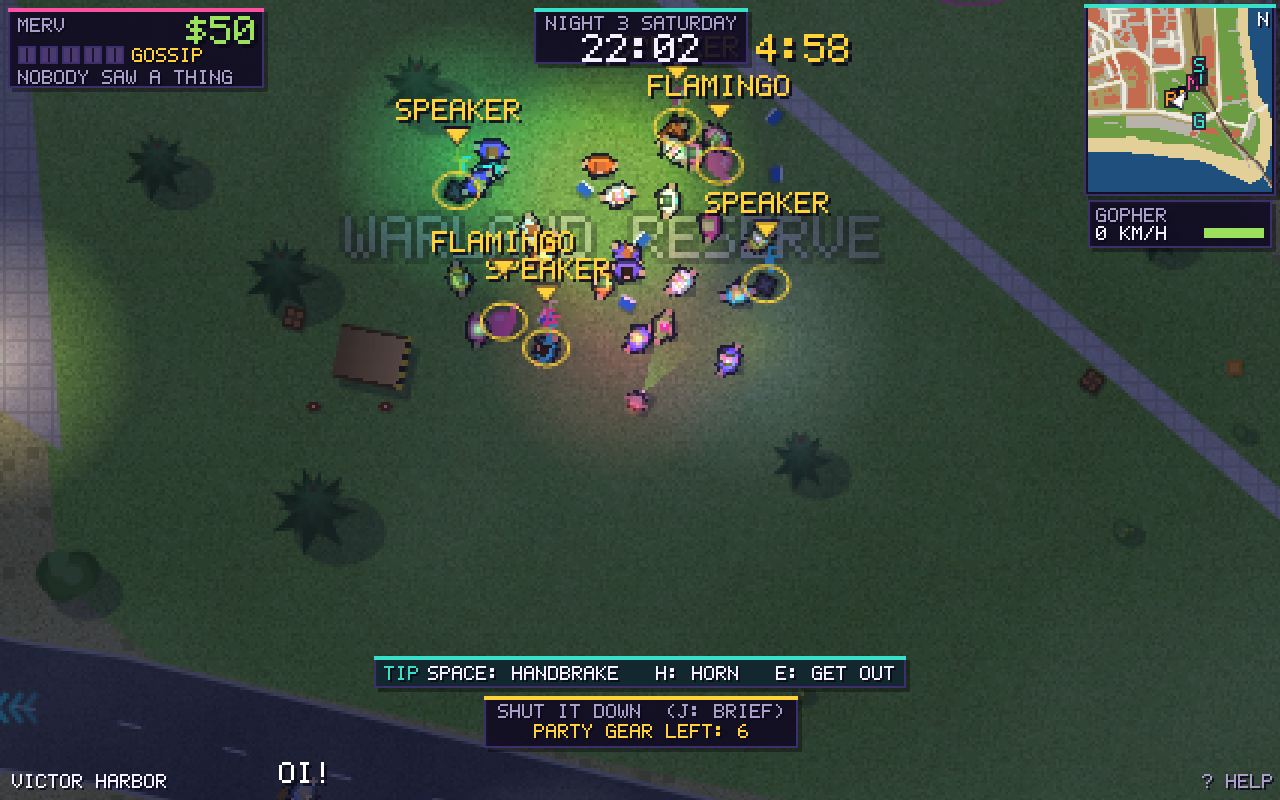 MERV
$50
GOSSIP
NOBODY SAW A THING
NIGHT 3 SATURDAY
22:02
4:58
N
S
G
GOPHER
0 KM/H
SPEAKER
FLAMINGO
SPEAKER
WARLAND RESERVE
FLAMINGO
SPEAKER
TIP SPACE: HANDBRAKE H: HORN E: GET OUT
SHUT IT DOWN (J: BRIEF)
PARTY GEAR LEFT: 6
OI!
VICTOR HARBOR
? HELP